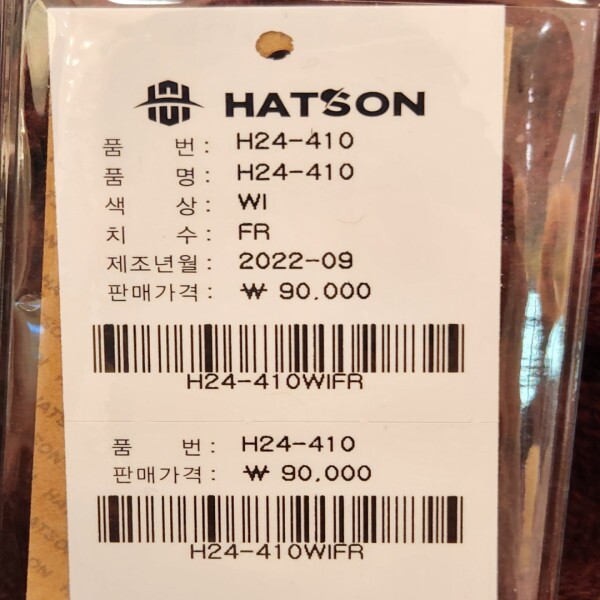 HATSON
품 번: H24-410
품 명: H24-410
색 상: WI
치 수: FR
제조년월: 2022-09
판매가격: ₩ 90,000
H24-410WIFR
품 번: H24-410
판매가격: ₩ 90,000
H24-410WIFR